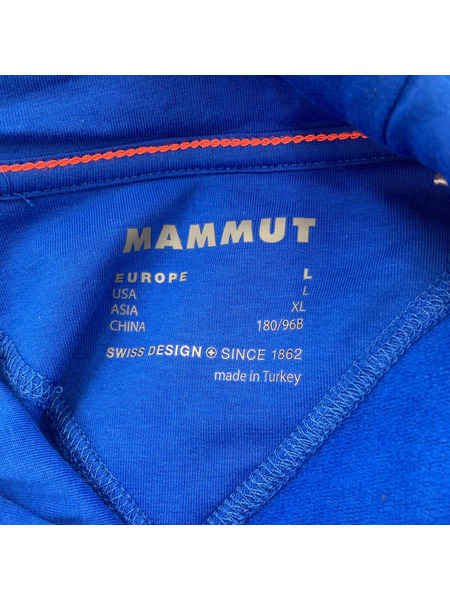 MAMMUT
EUROPE L
USA L
ASIA XL
CHINA 180/96B
SWISS DESIGN + SINCE 1862
made in Turkey